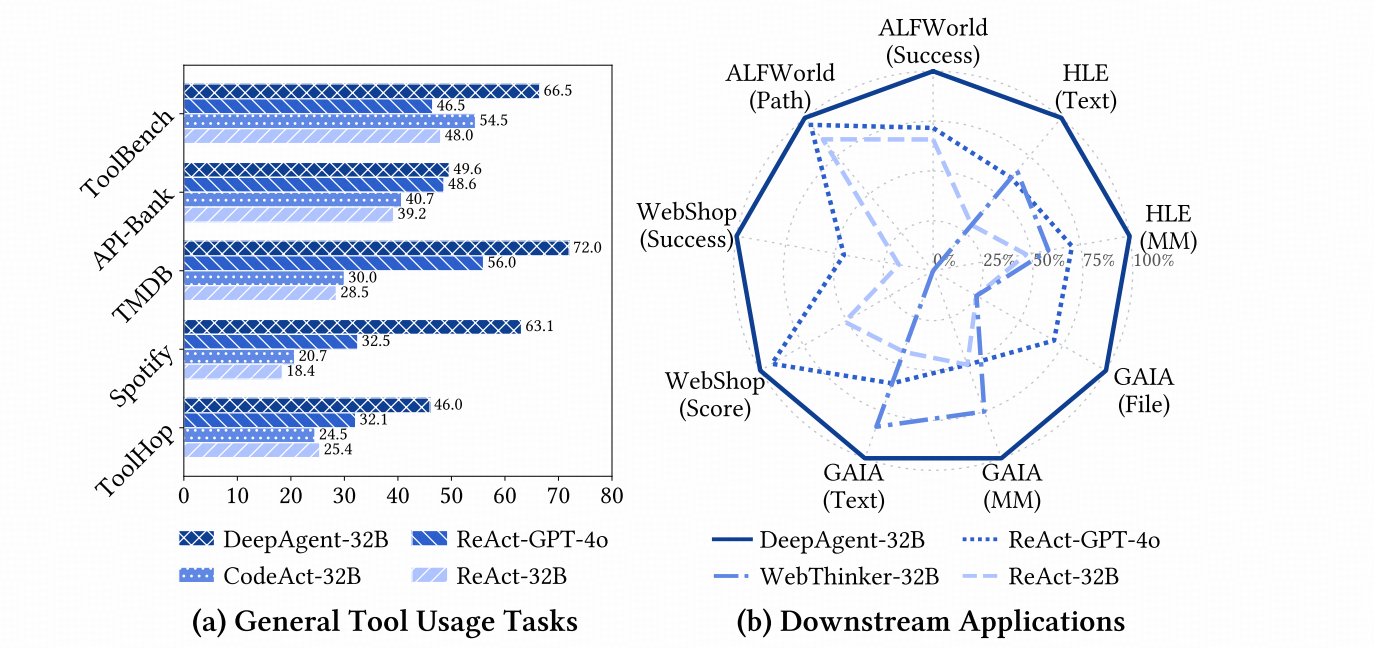 ToolBench
66.5
46.5
54.5
48.0
API-Bank
49.6
48.6
40.7
39.2
TMDB
72.0
56.0
30.0
28.5
Spotify
63.1
32.5
20.7
18.4
ToolHop
46.0
32.1
24.5
25.4
0 10 20 30 40 50 60 70 80
DeepAgent-32B ReAct-GPT-4o
CodeAct-32B ReAct-32B
(a) General Tool Usage Tasks
ALFWorld
(Success)
HLE
(Text)
HLE
(MM)
GAIA
(File)
GAIA
(MM)
GAIA
(Text)
WebShop
(Score)
WebShop
(Success)
ALFWorld
(Path)
0% 25% 50% 75% 100%
DeepAgent-32B ReAct-GPT-4o
WebThinker-32B ReAct-32B
(b) Downstream Applications